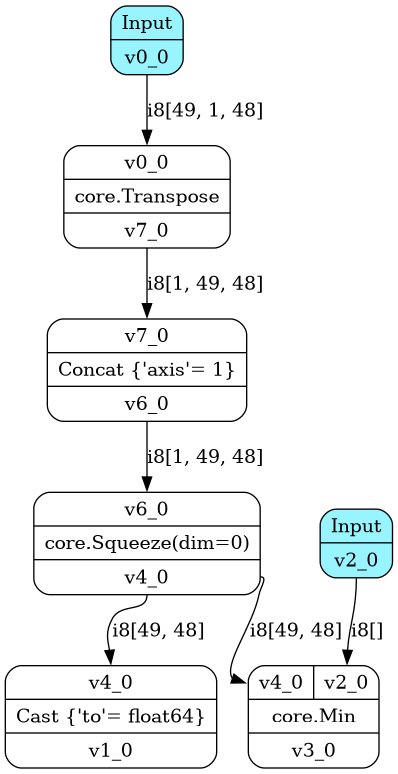 Input
v0_0
i8[49, 1, 48]
v0_0
core.Transpose
v7_0
i8[1, 49, 48]
v7_0
Concat {'axis'= 1}
v6_0
i8[1, 49, 48]
v6_0
core.Squeeze(dim=0)
v4_0
Input
v2_0
i8[49, 48]
i8[49, 48]
i8[]
v4_0
Cast {'to'= float64}
v1_0
v4_0 v2_0
core.Min
v3_0